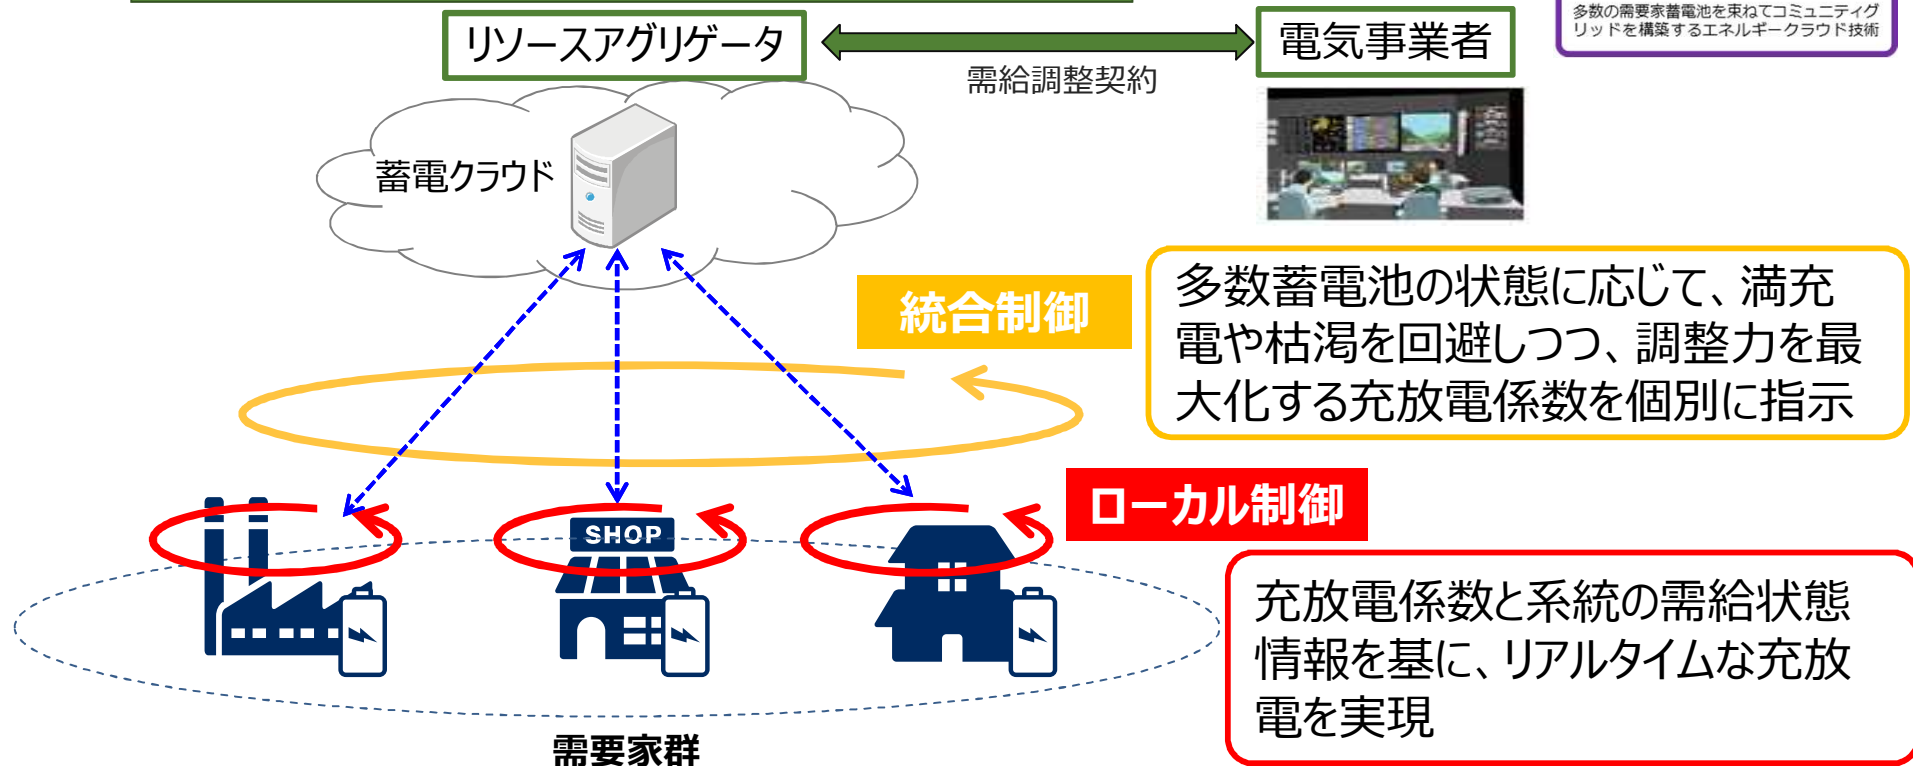 多数の需要家蓄電池を束ねてコミュニティグ
リッドを構築するエネルギークラウド技術
リソースアグリゲータ
電気事業者
需給調整契約
蓄電クラウド
統合制御
多数蓄電池の状態に応じて、満充
電や枯渇を回避しつつ、調整力を最
大化する充放電係数を個別に指示
ローカル制御
SHOP
充放電係数と系統の需給状態
情報を基に、リアルタイムな充放
電を実現
需要家群